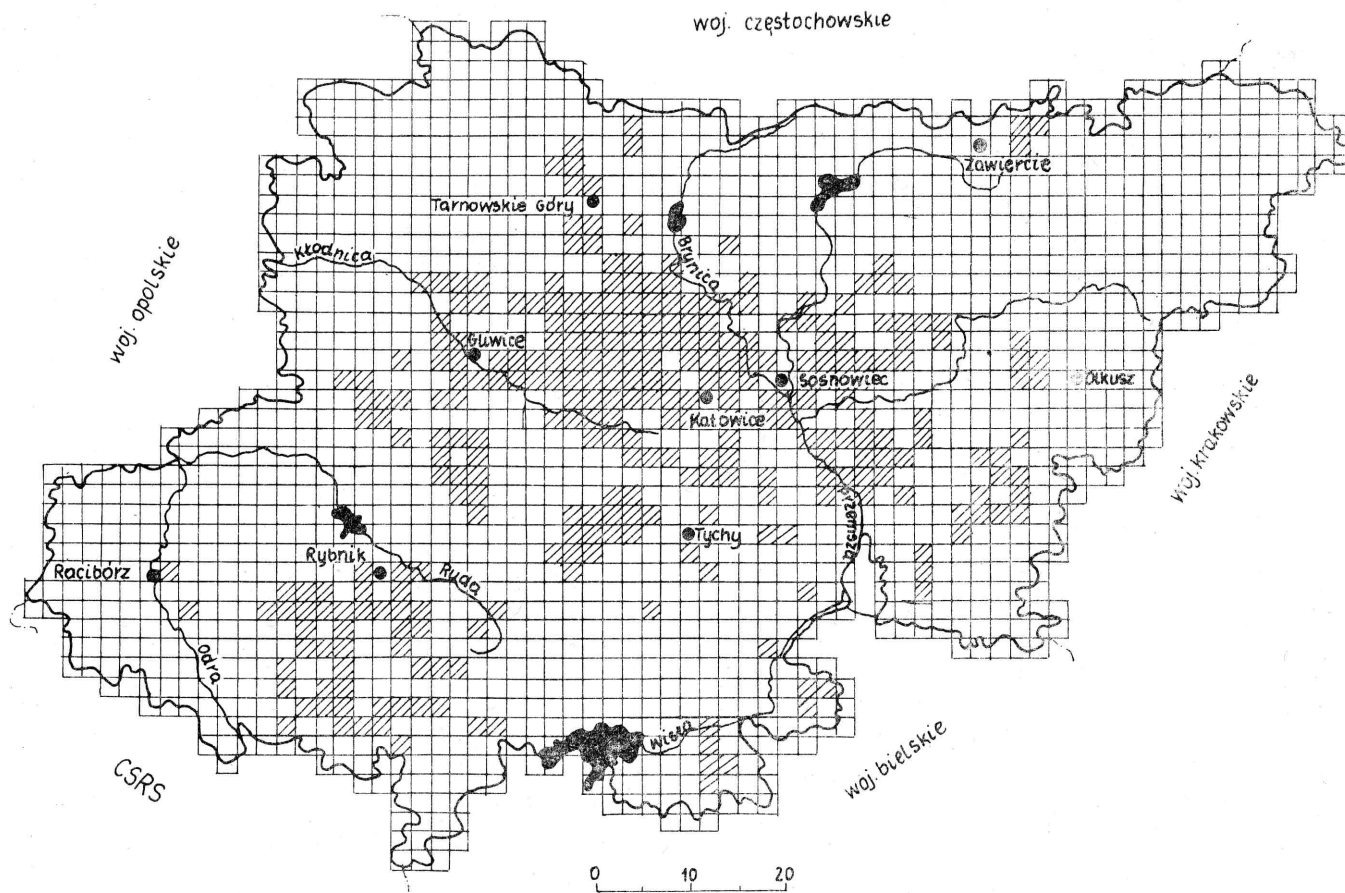 woj. częstochowskie
Zawiercie
Tarnowskie Góry
Brynica
Kłodnica
woj. opolskie
Gliwice
Sosnowiec
Olkusz
Katowice
woj. krakowskie
Przemsza
Tychy
Rybnik
Racibórz
Ruda
Odra
Wisła
woj. bielskie
CSRS
0 10 20